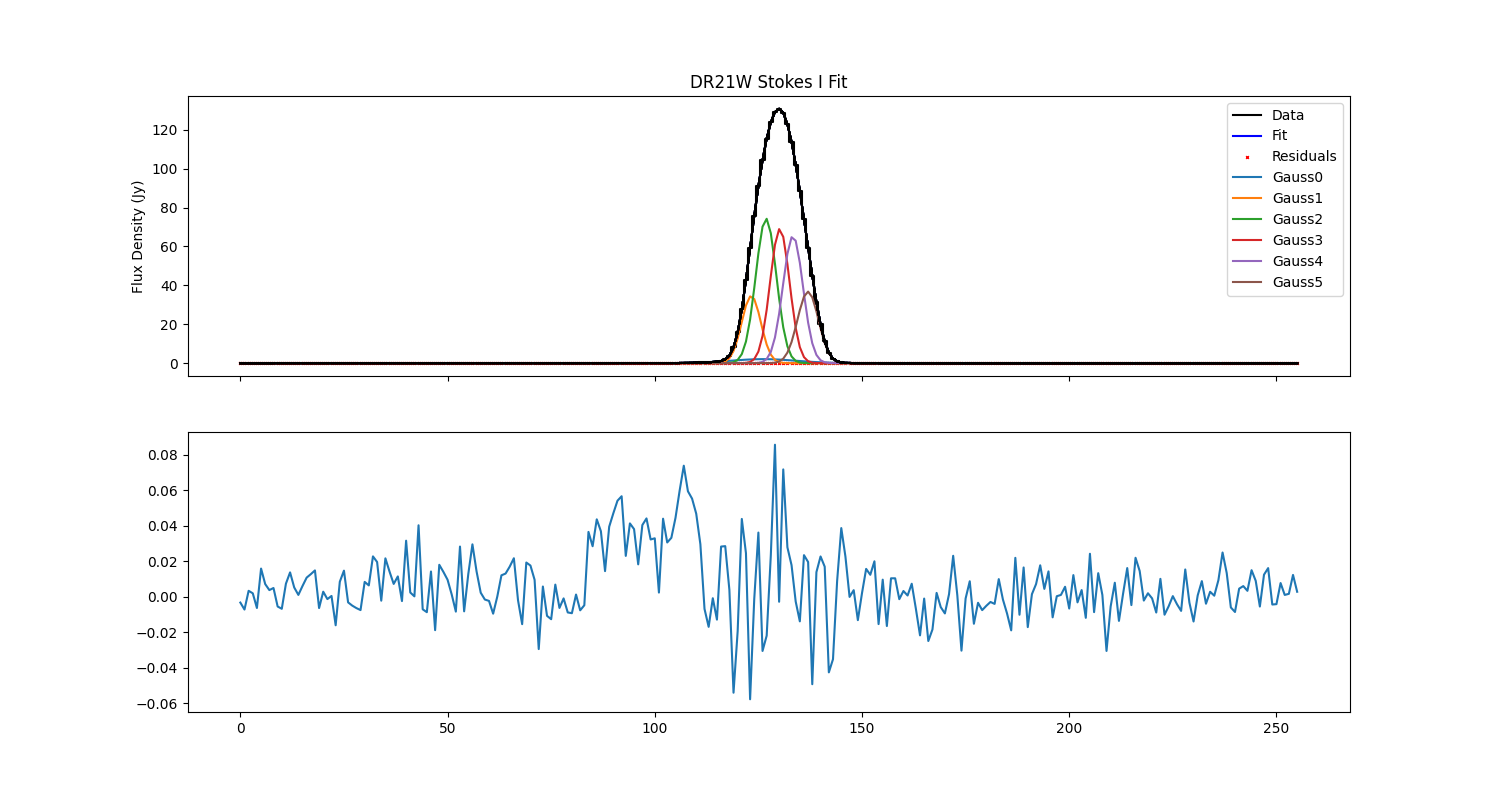 DR21W Stokes I Fit
Flux Density (Jy)
120
100
80
60
40
20
0
Data
Fit
Residuals
Gauss0
Gauss1
Gauss2
Gauss3
Gauss4
Gauss5
0.08
0.06
0.04
0.02
0.00
−0.02
−0.04
−0.06
0 50 100 150 200 250